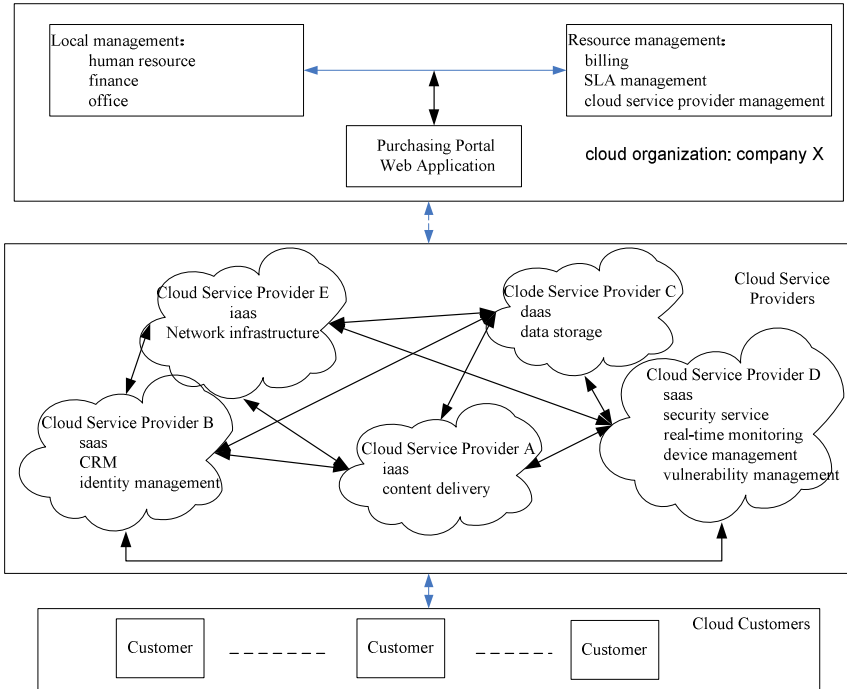 Local management:
human resource
finance
office
Resource management:
billing
SLA management
cloud service provider management
Purchasing Portal
Web Application
cloud organization: company X
Cloud Service
Providers
Cloud Service Provider E
iaas
Network infrastructure
Clode Service Provider C
daas
data storage
Cloud Service Provider D
saas
security service
real-time monitoring
device management
vulnerability management
Cloud Service Provider B
saas
CRM
identity management
Cloud Service Provider A
iaas
content delivery
Cloud Customers
Customer
Customer
Customer